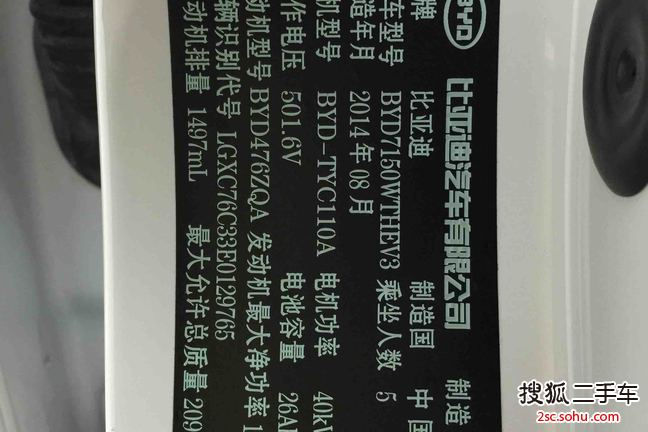 BYD
比亚迪汽车有限公司 制造
牌 比亚迪 制造国 中国
车型号 BYD7150WTHEV3 乘坐人数 5
造年月 2014年08月
机型号 BYD-TYC110A 电机功率 40k
作电压 501.6V 电池容量 26A
动机型号 BYD476ZQA 发动机最大净功率 1
辆识别代号 LGXC76C33E0129765
动机排量 1497mL 最大允许总质量 209
搜狐二手车
2sc.sohu.com